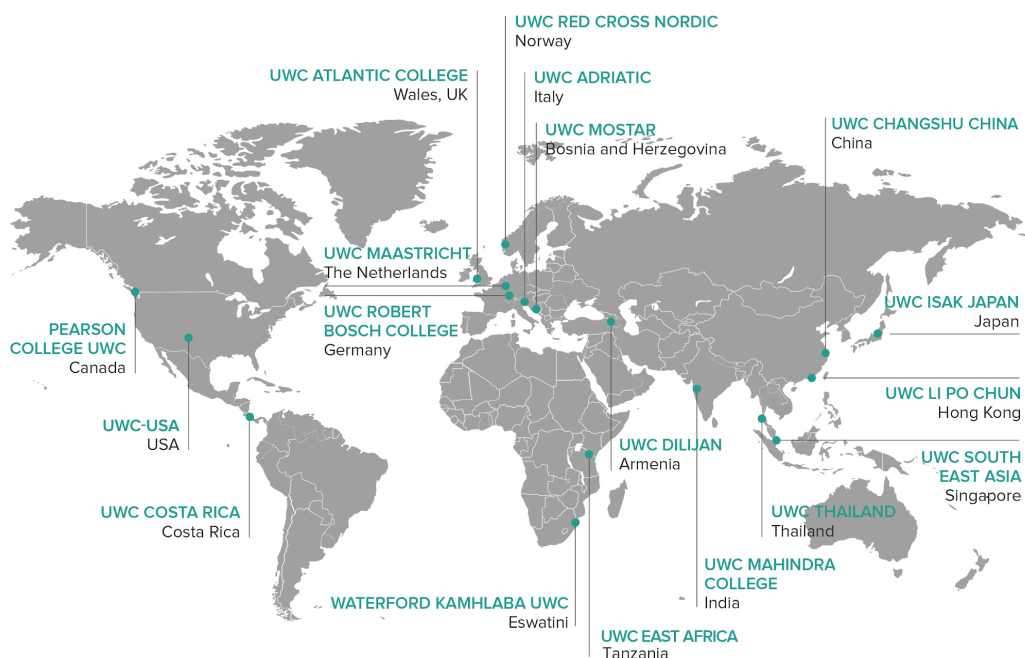 UWC RED CROSS NORDIC
Norway
UWC ATLANTIC COLLEGE
Wales, UK
UWC ADRIATIC
Italy
UWC MOSTAR
Bosnia and Herzegovina
UWC CHANGSHU CHINA
China
UWC MAASTRICHT
The Netherlands
UWC ROBERT
BOSCH COLLEGE
Germany
PEARSON
COLLEGE UWC
Canada
UWC ISAK JAPAN
Japan
UWC LI PO CHUN
Hong Kong
UWC-USA
USA
UWC DILIJAN
Armenia
UWC SOUTH
EAST ASIA
Singapore
UWC COSTA RICA
Costa Rica
UWC THAILAND
Thailand
UWC MAHINDRA
COLLEGE
India
WATERFORD KAMHLABA UWC
Eswatini
UWC EAST AFRICA
Tanzania